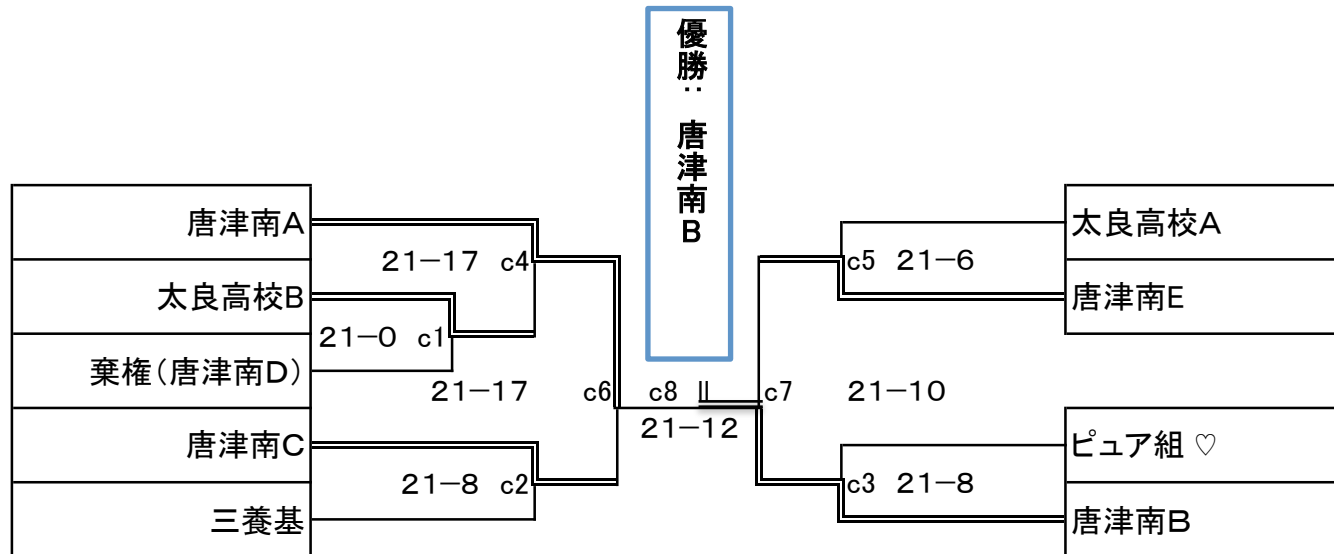 優勝： 唐津南B
唐津南A
太良高校B
棄権（唐津南D）
唐津南C
三養基
21－17 c4
21－0 c1
21－17 c6
21－8 c2
c8 ||
21－12
c7 21－10
c5 21－6
c3 21－8
太良高校A
唐津南E
ピュア組 ♡
唐津南B